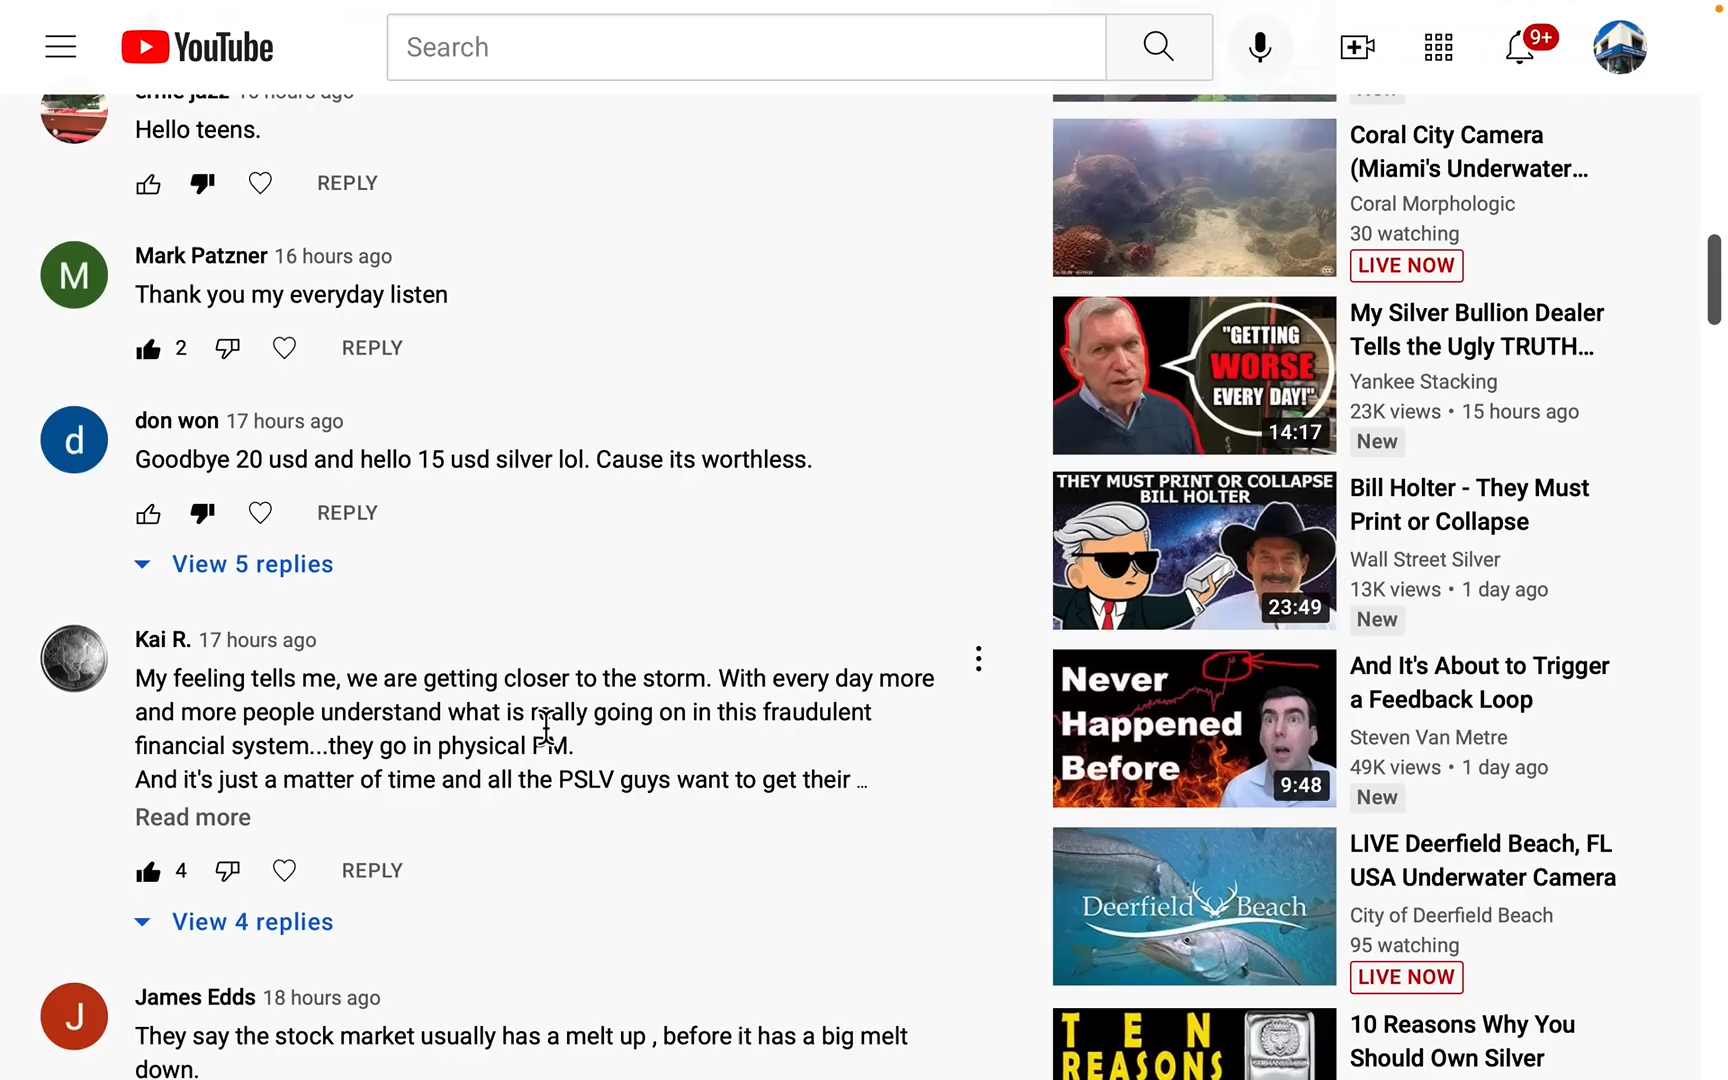 YouTube
Search
9+
ernie jazz 16 hours ago
Hello teens.
REPLY
M
Mark Patzner 16 hours ago
Thank you my everyday listen
2
REPLY
d
don won 17 hours ago
Goodbye 20 usd and hello 15 usd silver lol. Cause its worthless.
REPLY
View 5 replies
Kai R. 17 hours ago
My feeling tells me, we are getting closer to the storm. With every day more
and more people understand what is really going on in this fraudulent
financial system...they go in physical PM.
And it's just a matter of time and all the PSLV guys want to get their ...
Read more
4
REPLY
View 4 replies
J
James Edds 18 hours ago
They say the stock market usually has a melt up , before it has a big melt
down.
New
Coral City Camera
(Miami's Underwater...
Coral Morphologic
30 watching
LIVE NOW
"GETTING
WORSE
EVERY DAY!"
14:17
My Silver Bullion Dealer
Tells the Ugly TRUTH...
Yankee Stacking
23K views • 15 hours ago
New
THEY MUST PRINT OR COLLAPSE
BILL HOLTER
23:49
Bill Holter - They Must
Print or Collapse
Wall Street Silver
13K views • 1 day ago
New
Never
Happened
Before
9:48
And It's About to Trigger
a Feedback Loop
Steven Van Metre
49K views • 1 day ago
New
Deerfield Beach
LIVE Deerfield Beach, FL
USA Underwater Camera
City of Deerfield Beach
95 watching
LIVE NOW
TEN
REASONS
10 Reasons Why You
Should Own Silver